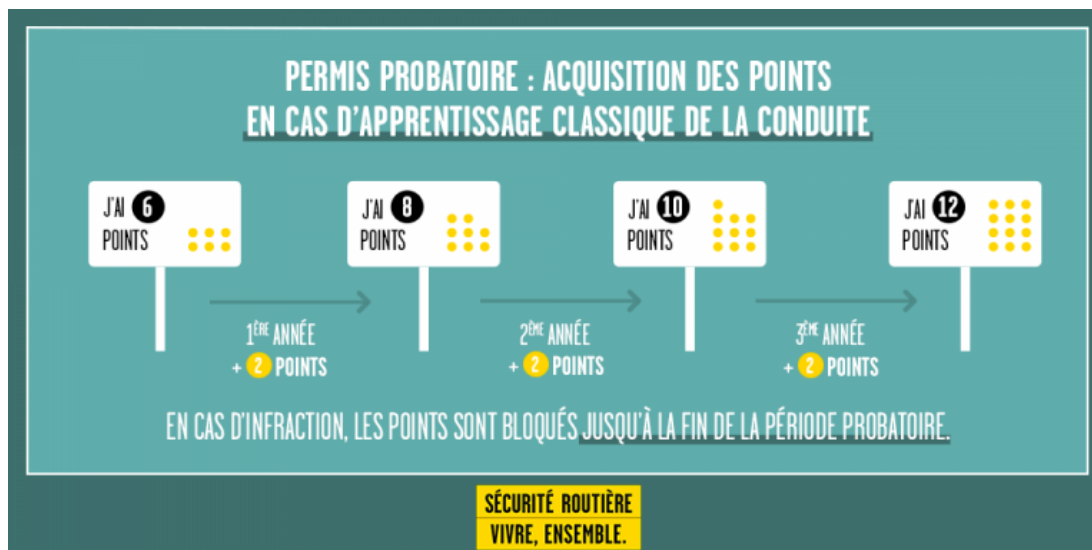 PERMIS PROBATOIRE : ACQUISITION DES POINTS
EN CAS D'APPRENTISSAGE CLASSIQUE DE LA CONDUITE
J'AI 6
POINTS
J'AI 8
POINTS
J'AI 10
POINTS
J'AI 12
POINTS
1ÈRE ANNÉE
+ 2 POINTS
2ÈME ANNÉE
+ 2 POINTS
3ÈME ANNÉE
+ 2 POINTS
EN CAS D'INFRACTION, LES POINTS SONT BLOQUÉS JUSQU'À LA FIN DE LA PÉRIODE PROBATOIRE.
SÉCURITÉ ROUTIÈRE
VIVRE, ENSEMBLE.